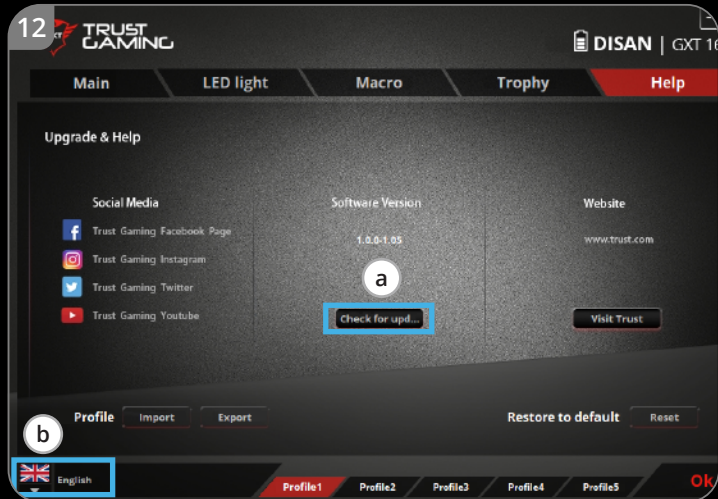 12
TRUST
GAMING
DISAN | GXT 16
Main LED light Macro Trophy Help
Upgrade & Help
Social Media Software Version Website
Trust Gaming Facebook Page
1.0.0-1.05 www.trust.com
Trust Gaming Instagram
a
Trust Gaming Twitter
Trust Gaming Youtube Check for upd... Visit Trust
Profile Import Export Restore to default Reset
b
English
Profile1 Profile2 Profile3 Profile4 Profile5 Ok